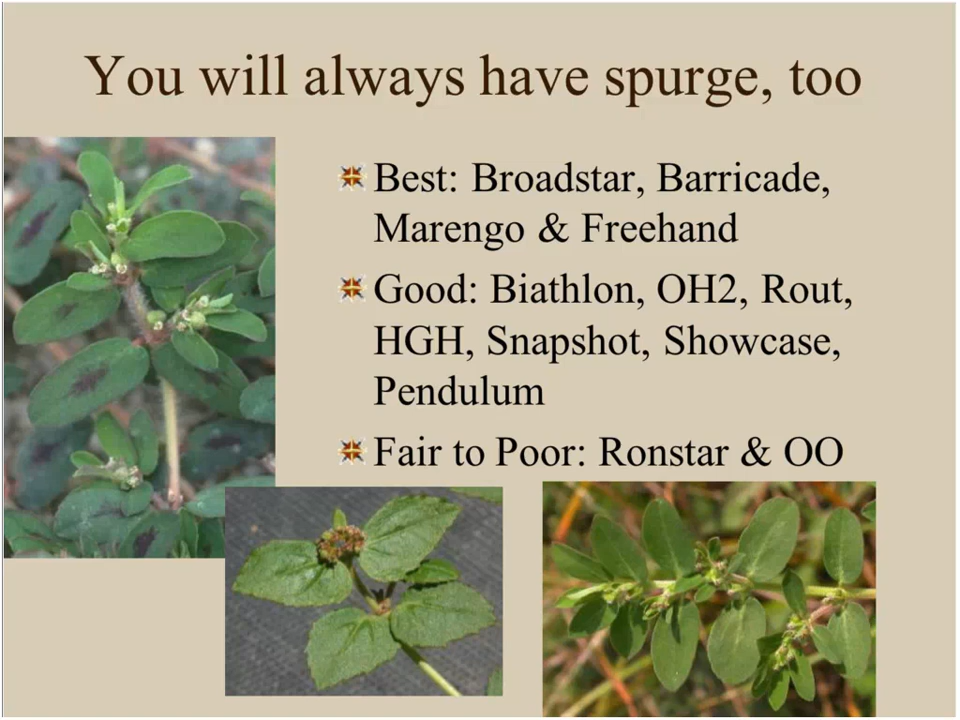 You will always have spurge, too
Best: Broadstar, Barricade,
Marengo & Freehand
Good: Biathlon, OH2, Rout,
HGH, Snapshot, Showcase,
Pendulum
Fair to Poor: Ronstar & OO